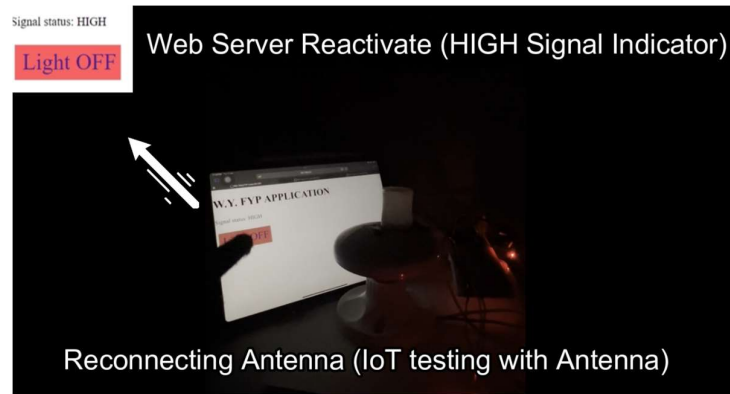 Signal status: HIGH
Light OFF
Web Server Reactivate (HIGH Signal Indicator)
W.Y. FYP APPLICATION
Signal status: HIGH
OFF
Reconnecting Antenna (IoT testing with Antenna)